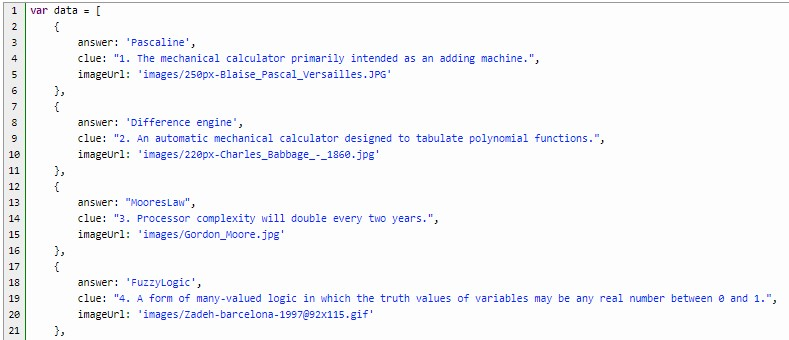 1 var data = [
2 {
3 answer: 'Pascaline',
4 clue: "1. The mechanical calculator primarily intended as an adding machine.",
5 imageUrl: 'images/250px-Blaise_Pascal_Versailles.JPG'
6 },
7 {
8 answer: 'Difference engine',
9 clue: "2. An automatic mechanical calculator designed to tabulate polynomial functions.",
10 imageUrl: 'images/220px-Charles_Babbage_-_1860.jpg'
11 },
12 {
13 answer: "MooresLaw",
14 clue: "3. Processor complexity will double every two years.",
15 imageUrl: 'images/Gordon_Moore.jpg'
16 },
17 {
18 answer: 'FuzzyLogic',
19 clue: "4. A form of many-valued logic in which the truth values of variables may be any real number between 0 and 1.",
20 imageUrl: 'images/Zadeh-barcelona-1997@92x115.gif'
21 },